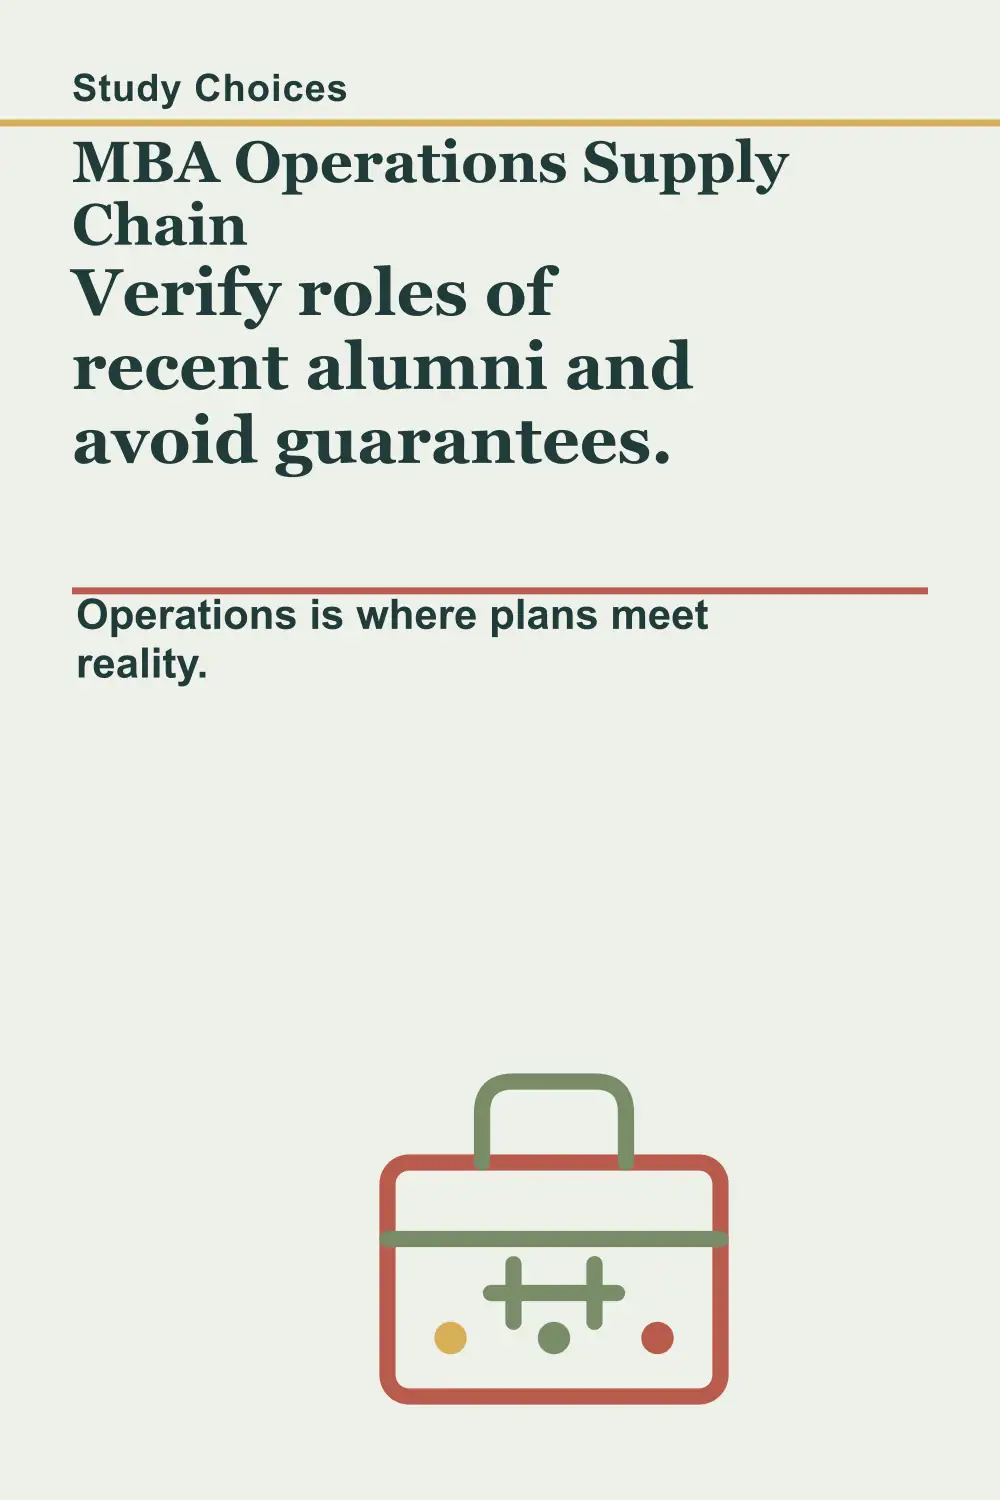 Study Choices
MBA Operations Supply
Chain
Verify roles of
recent alumni and
avoid guarantees.
Operations is where plans meet
reality.